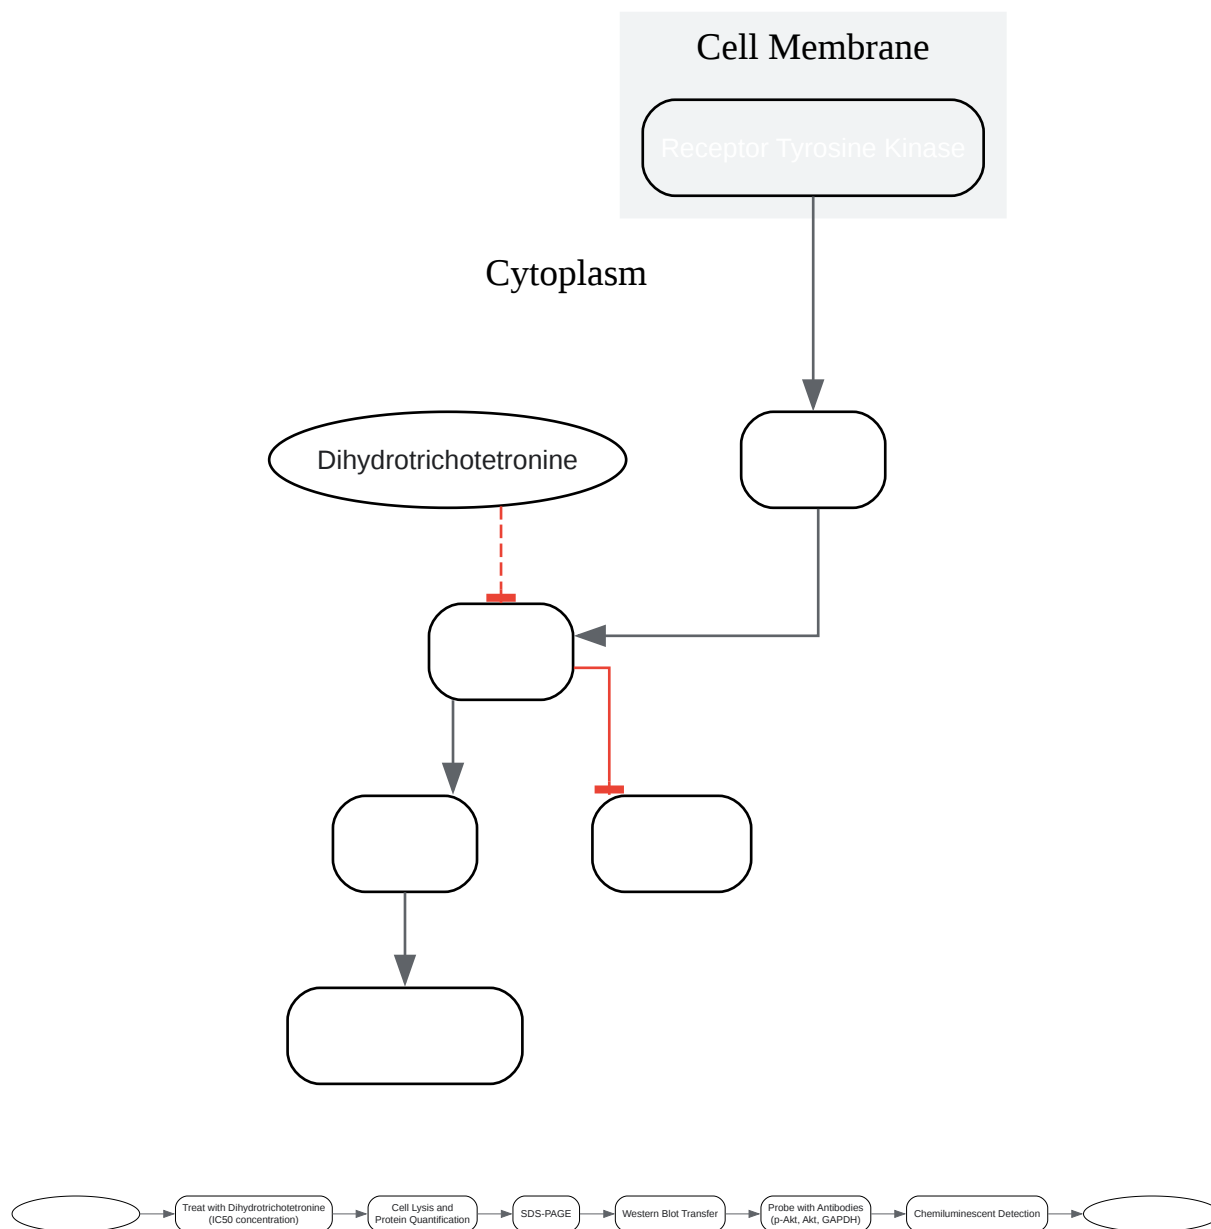 Cell Membrane
Receptor Tyrosine Kinase
Cytoplasm
Dihydrotrichotetronine
Treat with Dihydrotrichotetronine
(IC50 concentration)
Cell Lysis and
Protein Quantification
SDS-PAGE
Western Blot Transfer
Probe with Antibodies
(p-Akt, Akt, GAPDH)
Chemiluminescent Detection